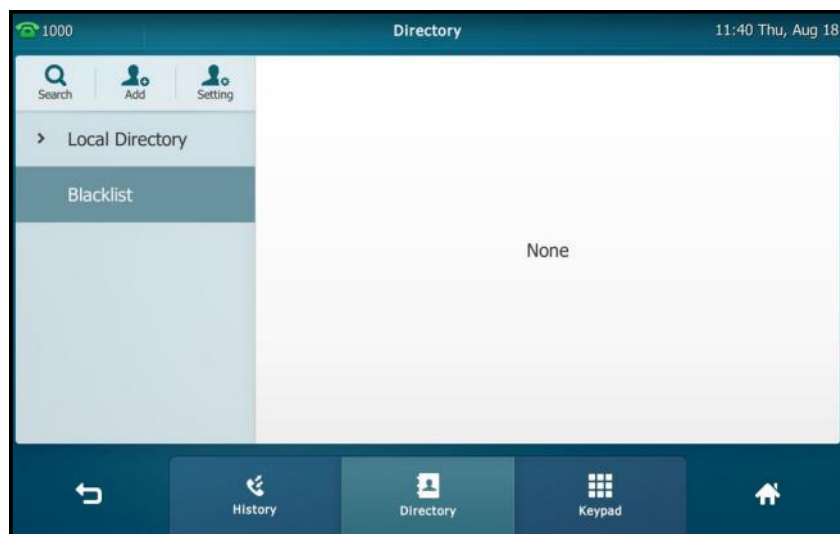 1000 Directory 11:40 Thu, Aug 18
Search Add Setting
Local Directory
Blacklist
None
History Directory Keypad